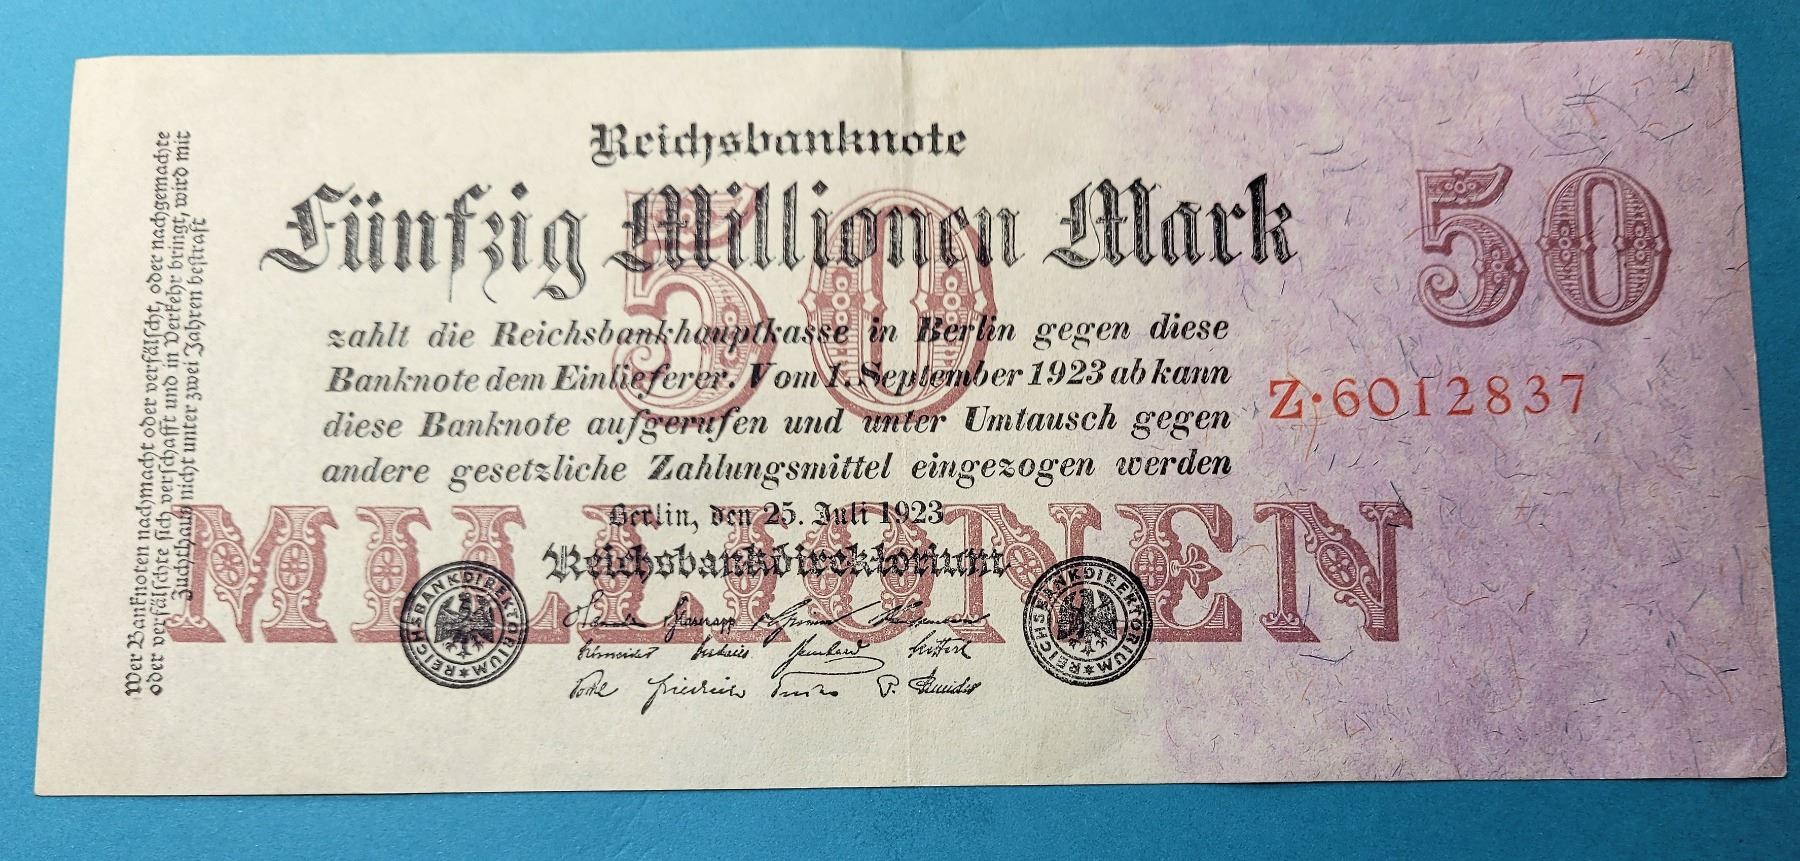 Reichsbanknote
Fünfzig Millionen Mark
50
50
zahlt die Reichsbankhauptkasse in Berlin gegen diese
Banknote dem Einlieferer. Vom 1. September 1923 ab kann
diese Banknote aufgerufen und unter Umtausch gegen
andere gesetzliche Zahlungsmittel eingezogen werden
Z·6012837
MILLIONEN
Berlin, den 25. Juli 1923
Reichsbankdirektorium
REICHSBANKDIREKTORIUM
REICHSBANKDIREKTORIUM
Wer Banknoten nachmacht oder verfälscht, oder nachgemachte
oder verfälschte sich verschafft und in Verkehr bringt, wird mit
Zuchthaus nicht unter zwei Jahren bestraft